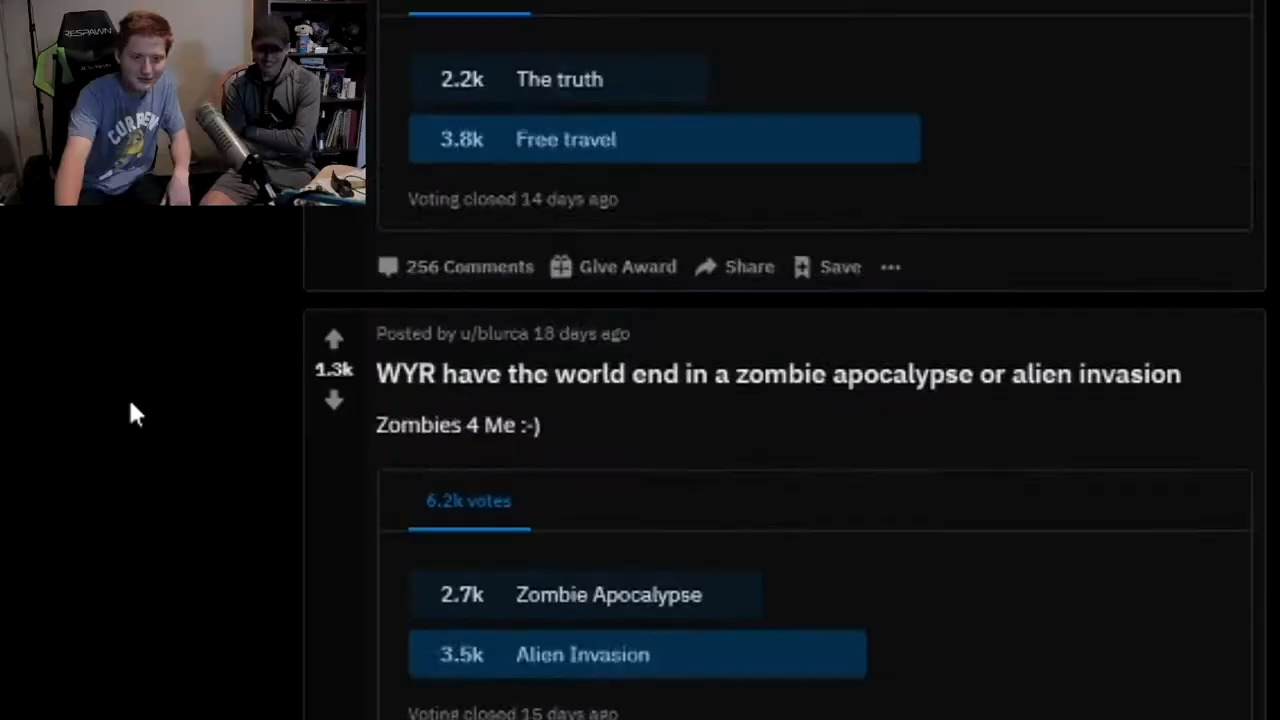 RESPAWN
CORPEN
2.2k The truth
3.8k Free travel
Voting closed 14 days ago
256 Comments Give Award Share Save ...
Posted by u/blurca 18 days ago
1.3k
WYR have the world end in a zombie apocalypse or alien invasion
Zombies 4 Me :-)
6.2k votes
2.7k Zombie Apocalypse
3.5k Alien Invasion
Voting closed 15 days ago